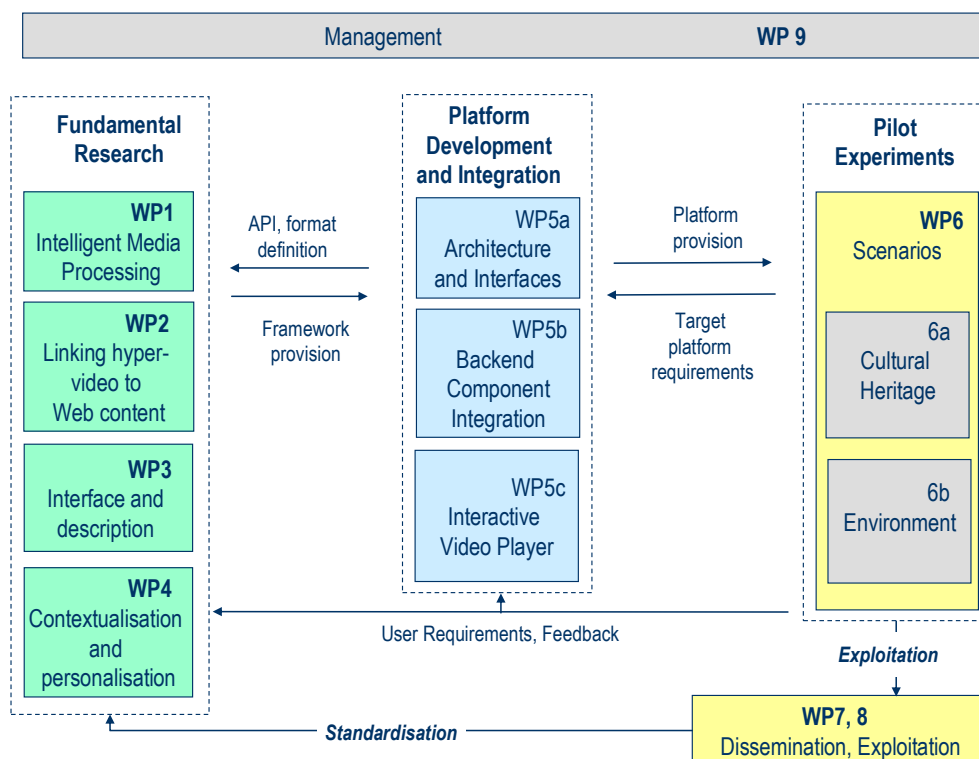 Management WP 9
Fundamental
Research
WP1
Intelligent Media
Processing
WP2
Linking hyper-
video to
Web content
WP3
Interface and
description
WP4
Contextualisation
and
personalisation
API, format
definition
Framework
provision
Platform
Development
and Integration
WP5a
Architecture
and Interfaces
WP5b
Backend
Component
Integration
WP5c
Interactive
Video Player
Platform
provision
Target
platform
requirements
Pilot
Experiments
WP6
Scenarios
6a
Cultural
Heritage
6b
Environment
User Requirements, Feedback
Exploitation
Standardisation
WP7, 8
Dissemination, Exploitation